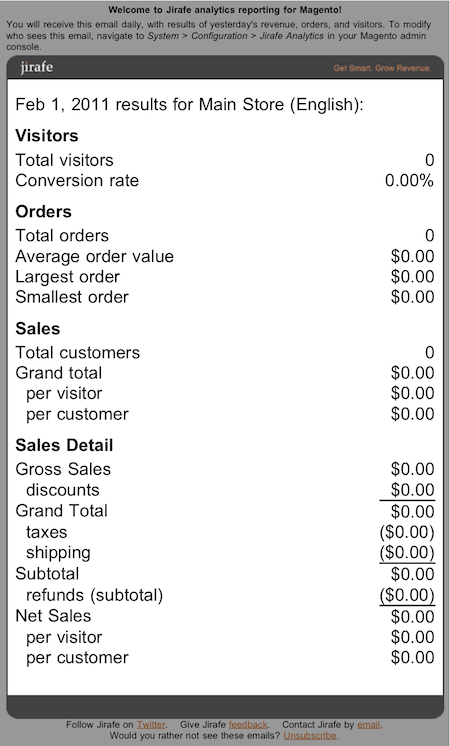 Welcome to Jirafe analytics reporting for Magento!
You will receive this email daily, with results of yesterday's revenue, orders, and visitors. To modify
who sees this email, navigate to System > Configuration > Jirafe Analytics in your Magento admin
console.
jirafe Get Smart. Grow Revenue.
Feb 1, 2011 results for Main Store (English):
Visitors
Total visitors 0
Conversion rate 0.00%
Orders
Total orders 0
Average order value $0.00
Largest order $0.00
Smallest order $0.00
Sales
Total customers 0
Grand total $0.00
per visitor $0.00
per customer $0.00
Sales Detail
Gross Sales $0.00
discounts $0.00
Grand Total $0.00
taxes ($0.00)
shipping ($0.00)
Subtotal $0.00
refunds (subtotal) ($0.00)
Net Sales $0.00
per visitor $0.00
per customer $0.00
Follow Jirafe on Twitter. Give Jirafe feedback. Contact Jirafe by email.
Would you rather not see these emails? Unsubscribe.